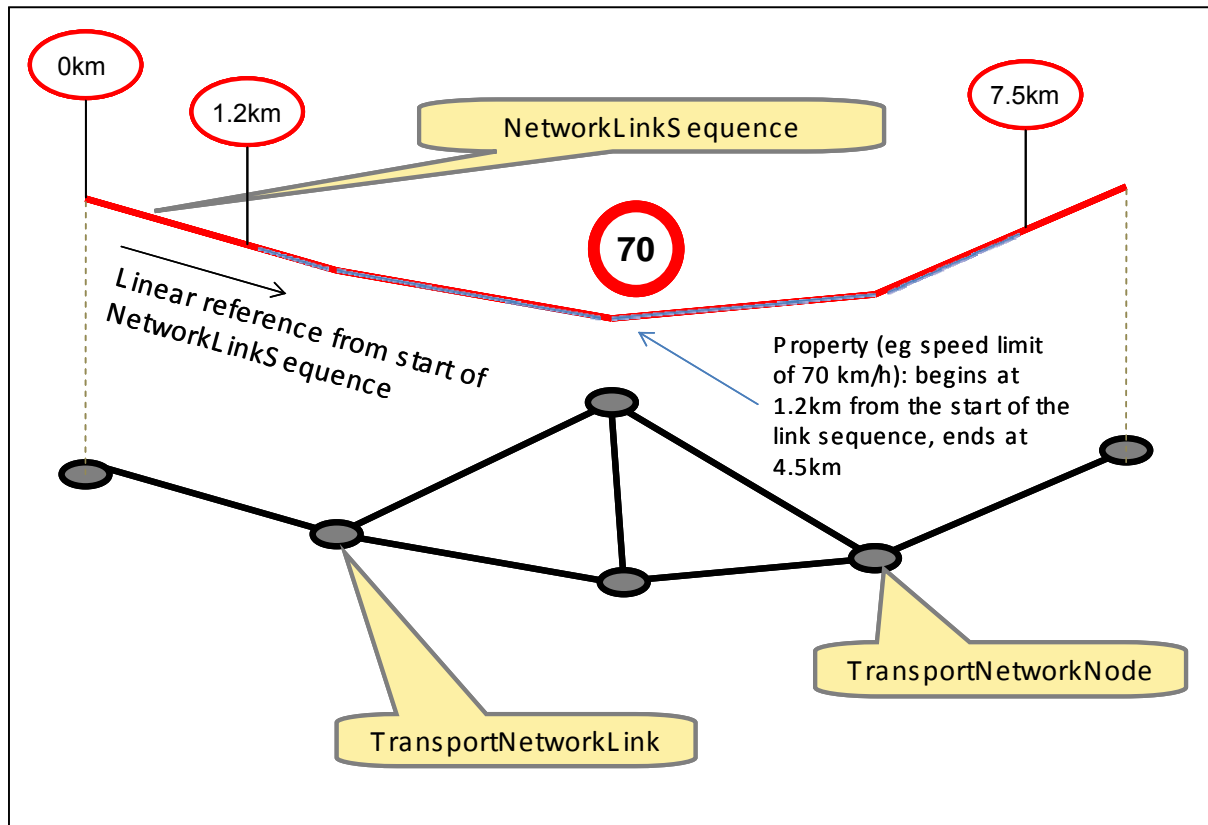 0km
1.2km
7.5km
NetworkLinkSequence
70
Linear reference from start of
NetworkLinkSequence
Property (eg speed limit
of 70 km/h): begins at
1.2km from the start of the
link sequence, ends at
4.5km
TransportNetworkNode
TransportNetworkLink